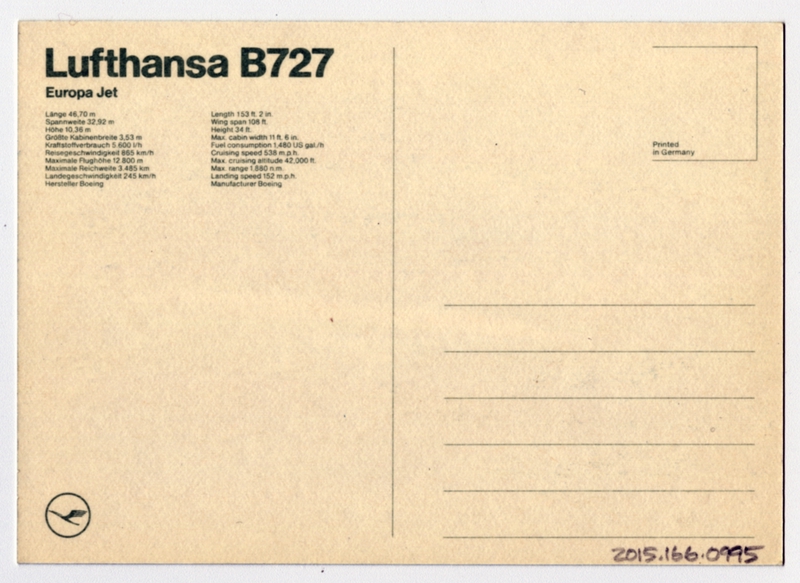 Lufthansa B727
Europa Jet
Länge 46,70 m
Spannweite 32,92 m
Höhe 10,36 m
Größte Kabinenbreite 3,53 m
Kraftstoffverbrauch 5.600 l/h
Reisegeschwindigkeit 865 km/h
Maximale Flughöhe 12.800 m
Maximale Reichweite 3.485 km
Landegeschwindigkeit 245 km/h
Hersteller Boeing
Length 153 ft. 2 in.
Wing span 108 ft.
Height 34 ft.
Max. cabin width 11 ft. 6 in.
Fuel consumption 1,480 US gal./h
Cruising speed 538 m.p.h.
Max. cruising altitude 42,000 ft.
Max. range 1,880 n.m.
Landing speed 152 m.p.h.
Manufacturer Boeing
Printed
in Germany
2015.166.0995